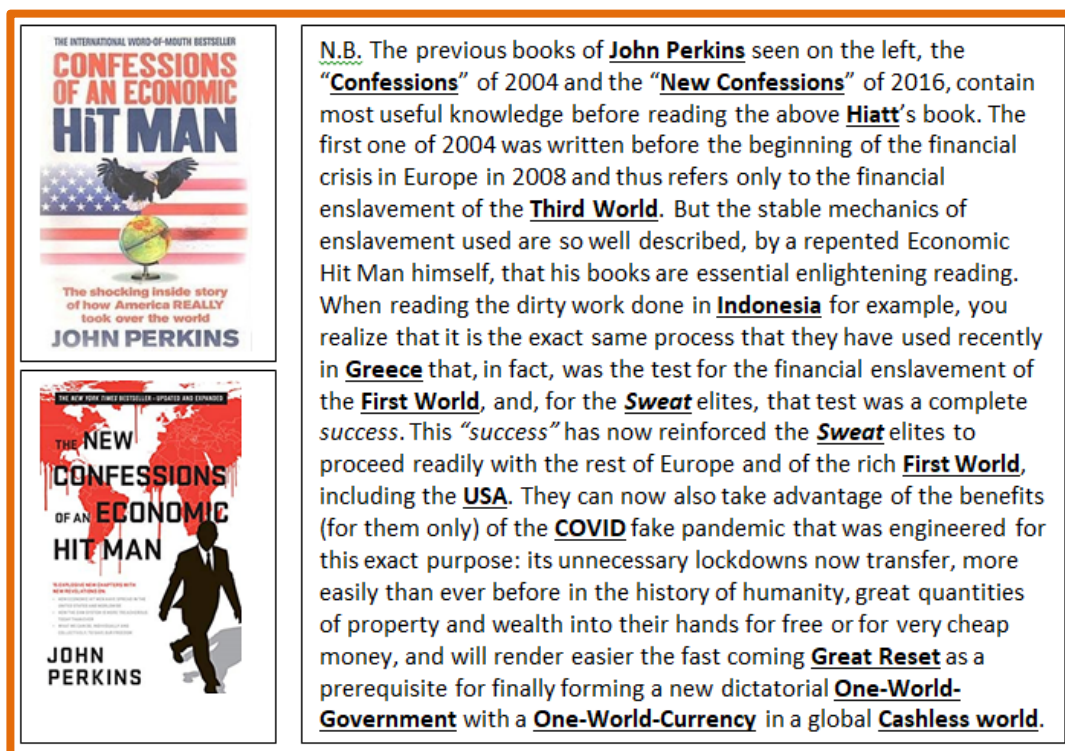 THE INTERNATIONAL WORD-OF-MOUTH BESTSELLER
CONFESSIONS
OF AN ECONOMIC
HiT MAN
The shocking inside story
of how America REALLY
took over the world
JOHN PERKINS
THE NEW YORK TIMES BESTSELLER - UPDATED AND EXPANDED
THE NEW
CONFESSIONS
OF AN ECONOMIC
HIT MAN
JOHN
PERKINS
N.B. The previous books of John Perkins seen on the left, the
“Confessions” of 2004 and the “New Confessions” of 2016, contain
most useful knowledge before reading the above Hiatt’s book. The
first one of 2004 was written before the beginning of the financial
crisis in Europe in 2008 and thus refers only to the financial
enslavement of the Third World. But the stable mechanics of
enslavement used are so well described, by a repented Economic
Hit Man himself, that his books are essential enlightening reading.
When reading the dirty work done in Indonesia for example, you
realize that it is the exact same process that they have used recently
in Greece that, in fact, was the test for the financial enslavement of
the First World, and, for the Sweat elites, that test was a complete
success. This “success” has now reinforced the Sweat elites to
proceed readily with the rest of Europe and of the rich First World,
including the USA. They can now also take advantage of the benefits
(for them only) of the COVID fake pandemic that was engineered for
this exact purpose: its unnecessary lockdowns now transfer, more
easily than ever before in the history of humanity, great quantities
of property and wealth into their hands for free or for very cheap
money, and will render easier the fast coming Great Reset as a
prerequisite for finally forming a new dictatorial One-World-
Government with a One-World-Currency in a global Cashless world.